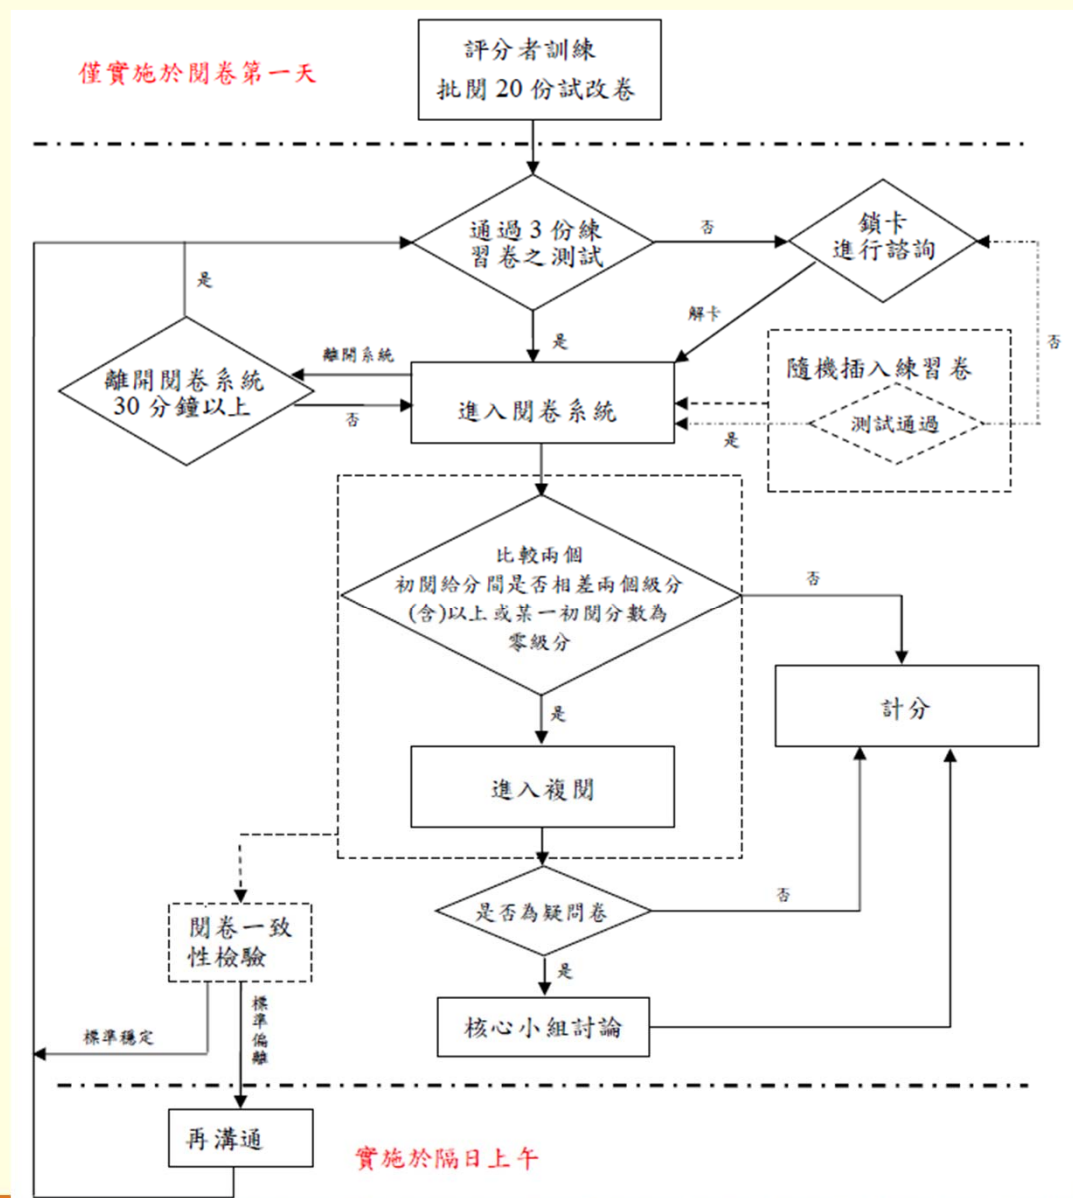 僅實施於閱卷第一天
評分者訓練
批閱 20 份試改卷
通過 3 份練
習卷之測試
否
鎖卡
進行諮詢
是
解卡
是
否
離開系統
離開閱卷系統
30 分鐘以上
否
進入閱卷系統
隨機插入練習卷
測試通過
是
比較兩個
初閱給分間是否相差兩個級分
(含)以上或某一初閱分數為
零級分
否
計分
是
進入複閱
是否為疑問卷
否
是
核心小組討論
閱卷一致
性檢驗
標準穩定
標準偏離
再溝通
實施於隔日上午